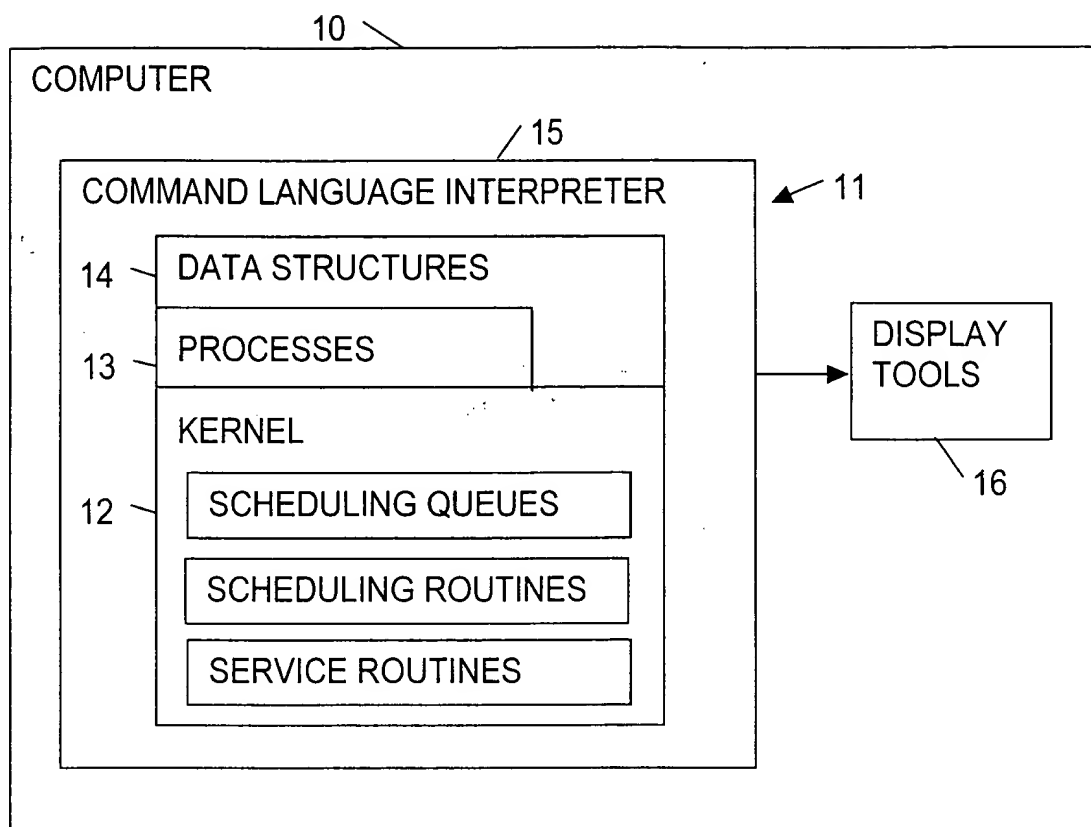 10
COMPUTER
15
COMMAND LANGUAGE INTERPRETER
11
14
DATA STRUCTURES
13
PROCESSES
DISPLAY
TOOLS
KERNEL
12
SCHEDULING QUEUES
16
SCHEDULING ROUTINES
SERVICE ROUTINES